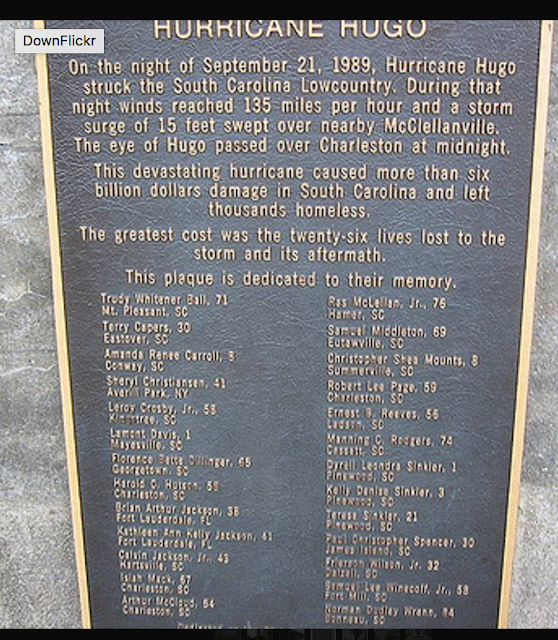 DownFlickr
HURRICANE HUGO
On the night of September 21, 1989, Hurricane Hugo
struck the South Carolina Lowcountry. During that
night winds reached 135 miles per hour and a storm
surge of 15 feet swept over nearby McClellanville.
The eye of Hugo passed over Charleston at midnight.
This devastating hurricane caused more than six
billion dollars damage in South Carolina and left
thousands homeless.
The greatest cost was the twenty-six lives lost to the
storm and its aftermath.
This plaque is dedicated to their memory.
Trudy Whitener Ball, 71
Mt. Pleasant, SC
Terry Capers, 30
Eastover, SC
Amanda Renee Carroll,
Conway, SC
Sheryl Christiansen, 41
Averill Park, NY
Leroy Crosby, Jr., 53
Kingstree, SC
Lamont Davis, 1
Mayesville, SC
Florence Bette Dillinger, 65
Georgetown, SC
Harold O. Hutson,
Charleston, SC
Brian Arthur Jackson, 38
Fort Lauderdale, FL
Kathleen Ann Kelly Jackson, 41
Fort Lauderdale, FL
Calvin Jackson, Jr., 43
Hartsville, SC
Isiah Mack, 67
Charleston, SC
Arthur McCloud, 54
Charleston, SC
Ras McLellan, Jr., 76
Hamer, SC
Samuel Middleton, 69
Eutawville, SC
Christopher Shea Mounts, 8
Summerville, SC
Robert Lee Page, 59
Charleston, SC
Ernest B. Reeves, 56
Ladson, SC
Manning C. Rodgers, 74
Cassatt, SC
Dyrell Leondra Sinkler, 1
Pinewood, SC
Kelly Denise Sinkler, 3
Pinewood, SC
Teresa Sinkler, 21
Pinewood, SC
Paul Christopher Spencer, 30
James Island, SC
Frierson Wilson, Jr. 32
Dalzell, SC
Samuel Lee Winecoff, Jr., 58
Fort Mill, SC
Norman Dudley Wrenn, 84
Bonneau, SC